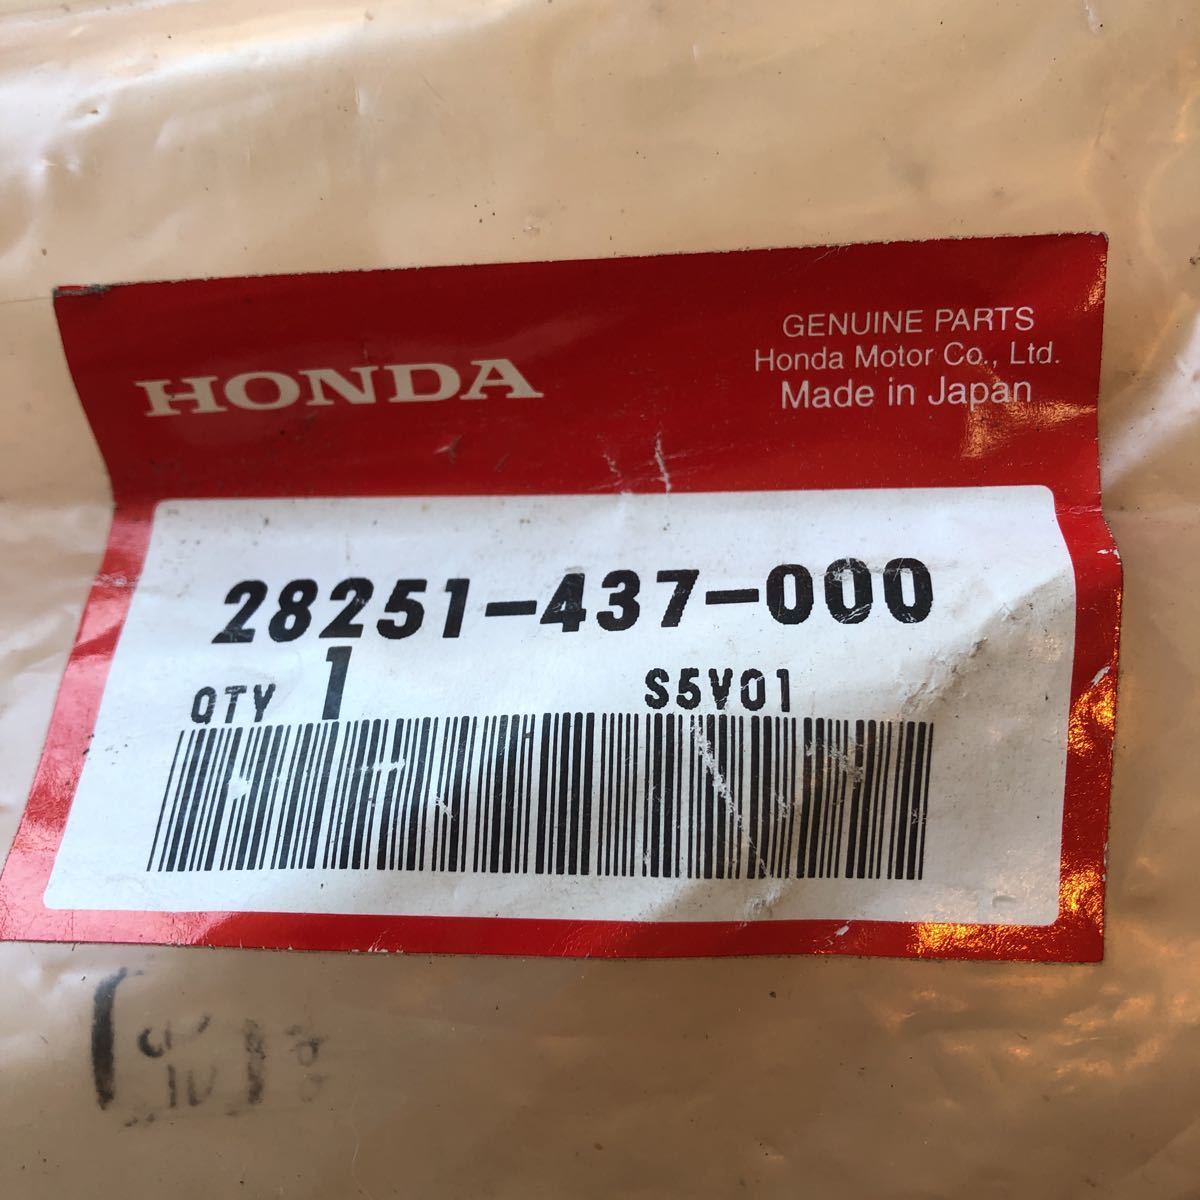 HONDA
GENUINE PARTS
Honda Motor Co., Ltd.
Made in Japan
28251-437-000
QTY 1 S5V01